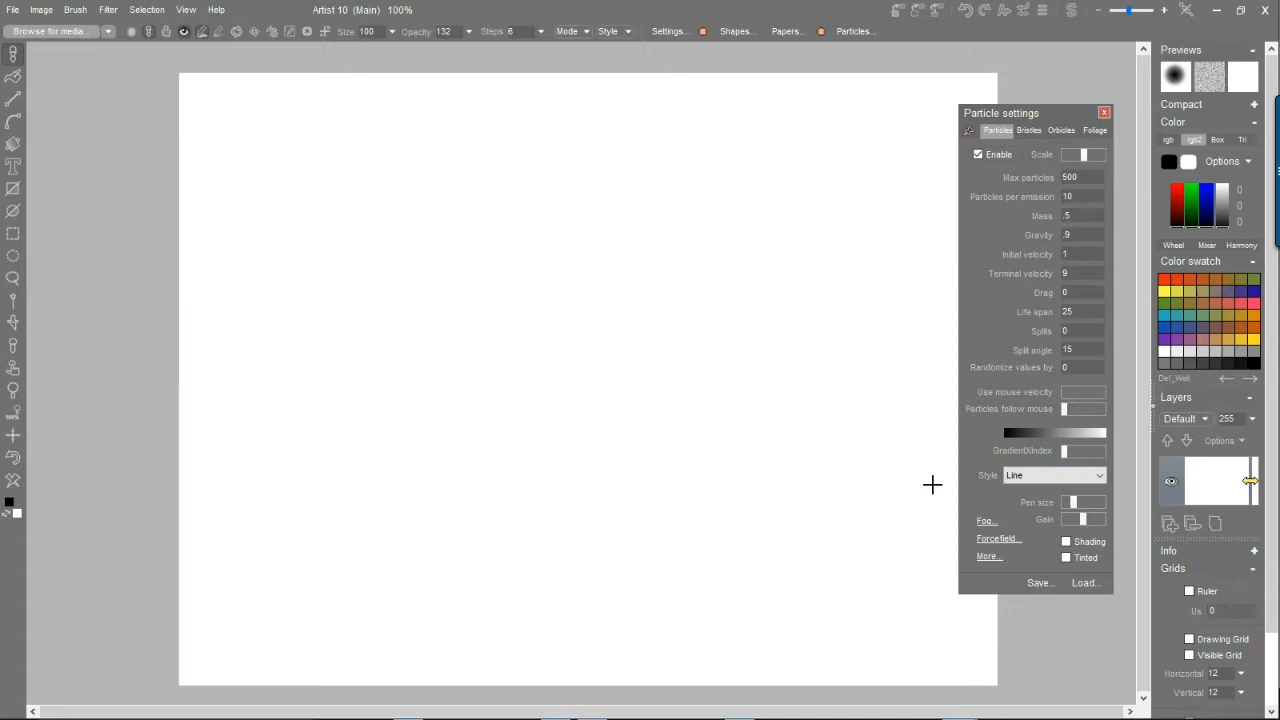 File Image Brush Filter Selection View Help Artist 10 (Main) 100%
Browse for media... Size 100 Opacity 132 Steps 6 Mode Style Settings... Shapes... Papers... Particles...
Previews
Compact
Color
rgb rgb2 Box Tri
Options
0
0
0
Wheel Mixer Harmony
Color swatch
Def_Well
Layers
Default 255
Options
Info
Grids
Ruler
Us 0
Drawing Grid
Visible Grid
Horizontal 12
Vertical 12
Particle settings
Particles Bristles Orbicles Foliage
Enable Scale
Max particles 500
Particles per emission 10
Mass .5
Gravity .9
Initial velocity 1
Terminal velocity 9
Drag 0
Life span 25
Splits 0
Split angle 15
Randomize values by 0
Use mouse velocity
Particles follow mouse
GradientXIndex
Style Line
Pen size
Fog... Gain
Forcefield... Shading
More... Tinted
Save... Load...
T
100%